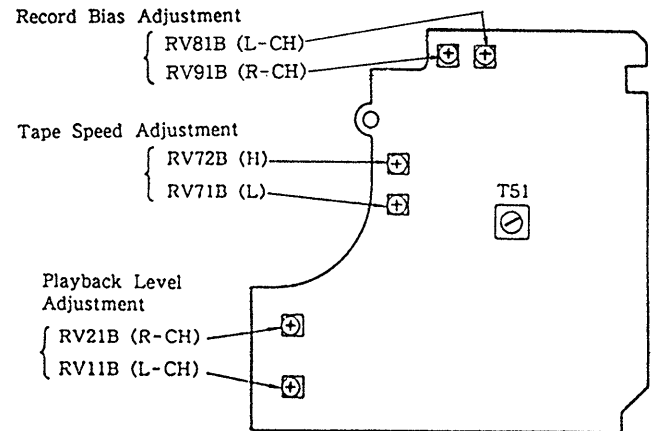 Record Bias Adjustment
RV81B (L-CH)
RV91B (R-CH)
Tape Speed Adjustment
RV72B (H)
RV71B (L)
T51
Playback Level
Adjustment
RV21B (R-CH)
RV11B (L-CH)